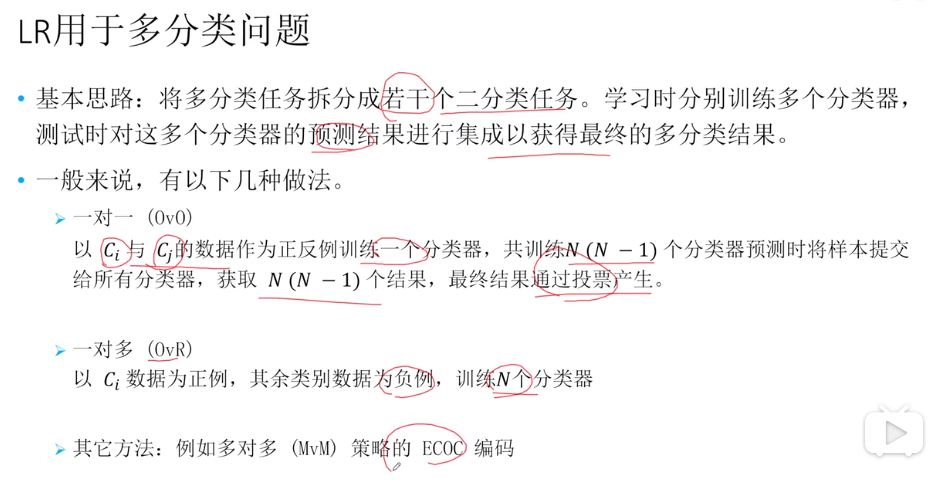 LR用于多分类问题
• 基本思路：将多分类任务拆分成若干个二分类任务。学习时分别训练多个分类器，
测试时对这多个分类器的预测结果进行集成以获得最终的多分类结果。
• 一般来说，有以下几种做法。
➢ 一对一 (OvO)
以 Cᵢ 与 Cⱼ的数据作为正反例训练一个分类器，共训练N (N − 1) 个分类器预测时将样本提交
给所有分类器，获取 N (N − 1) 个结果，最终结果通过投票产生。
➢ 一对多 (OvR)
以 Cᵢ 数据为正例，其余类别数据为负例，训练N个分类器
➢ 其它方法：例如多对多 (MvM) 策略的 ECOC 编码